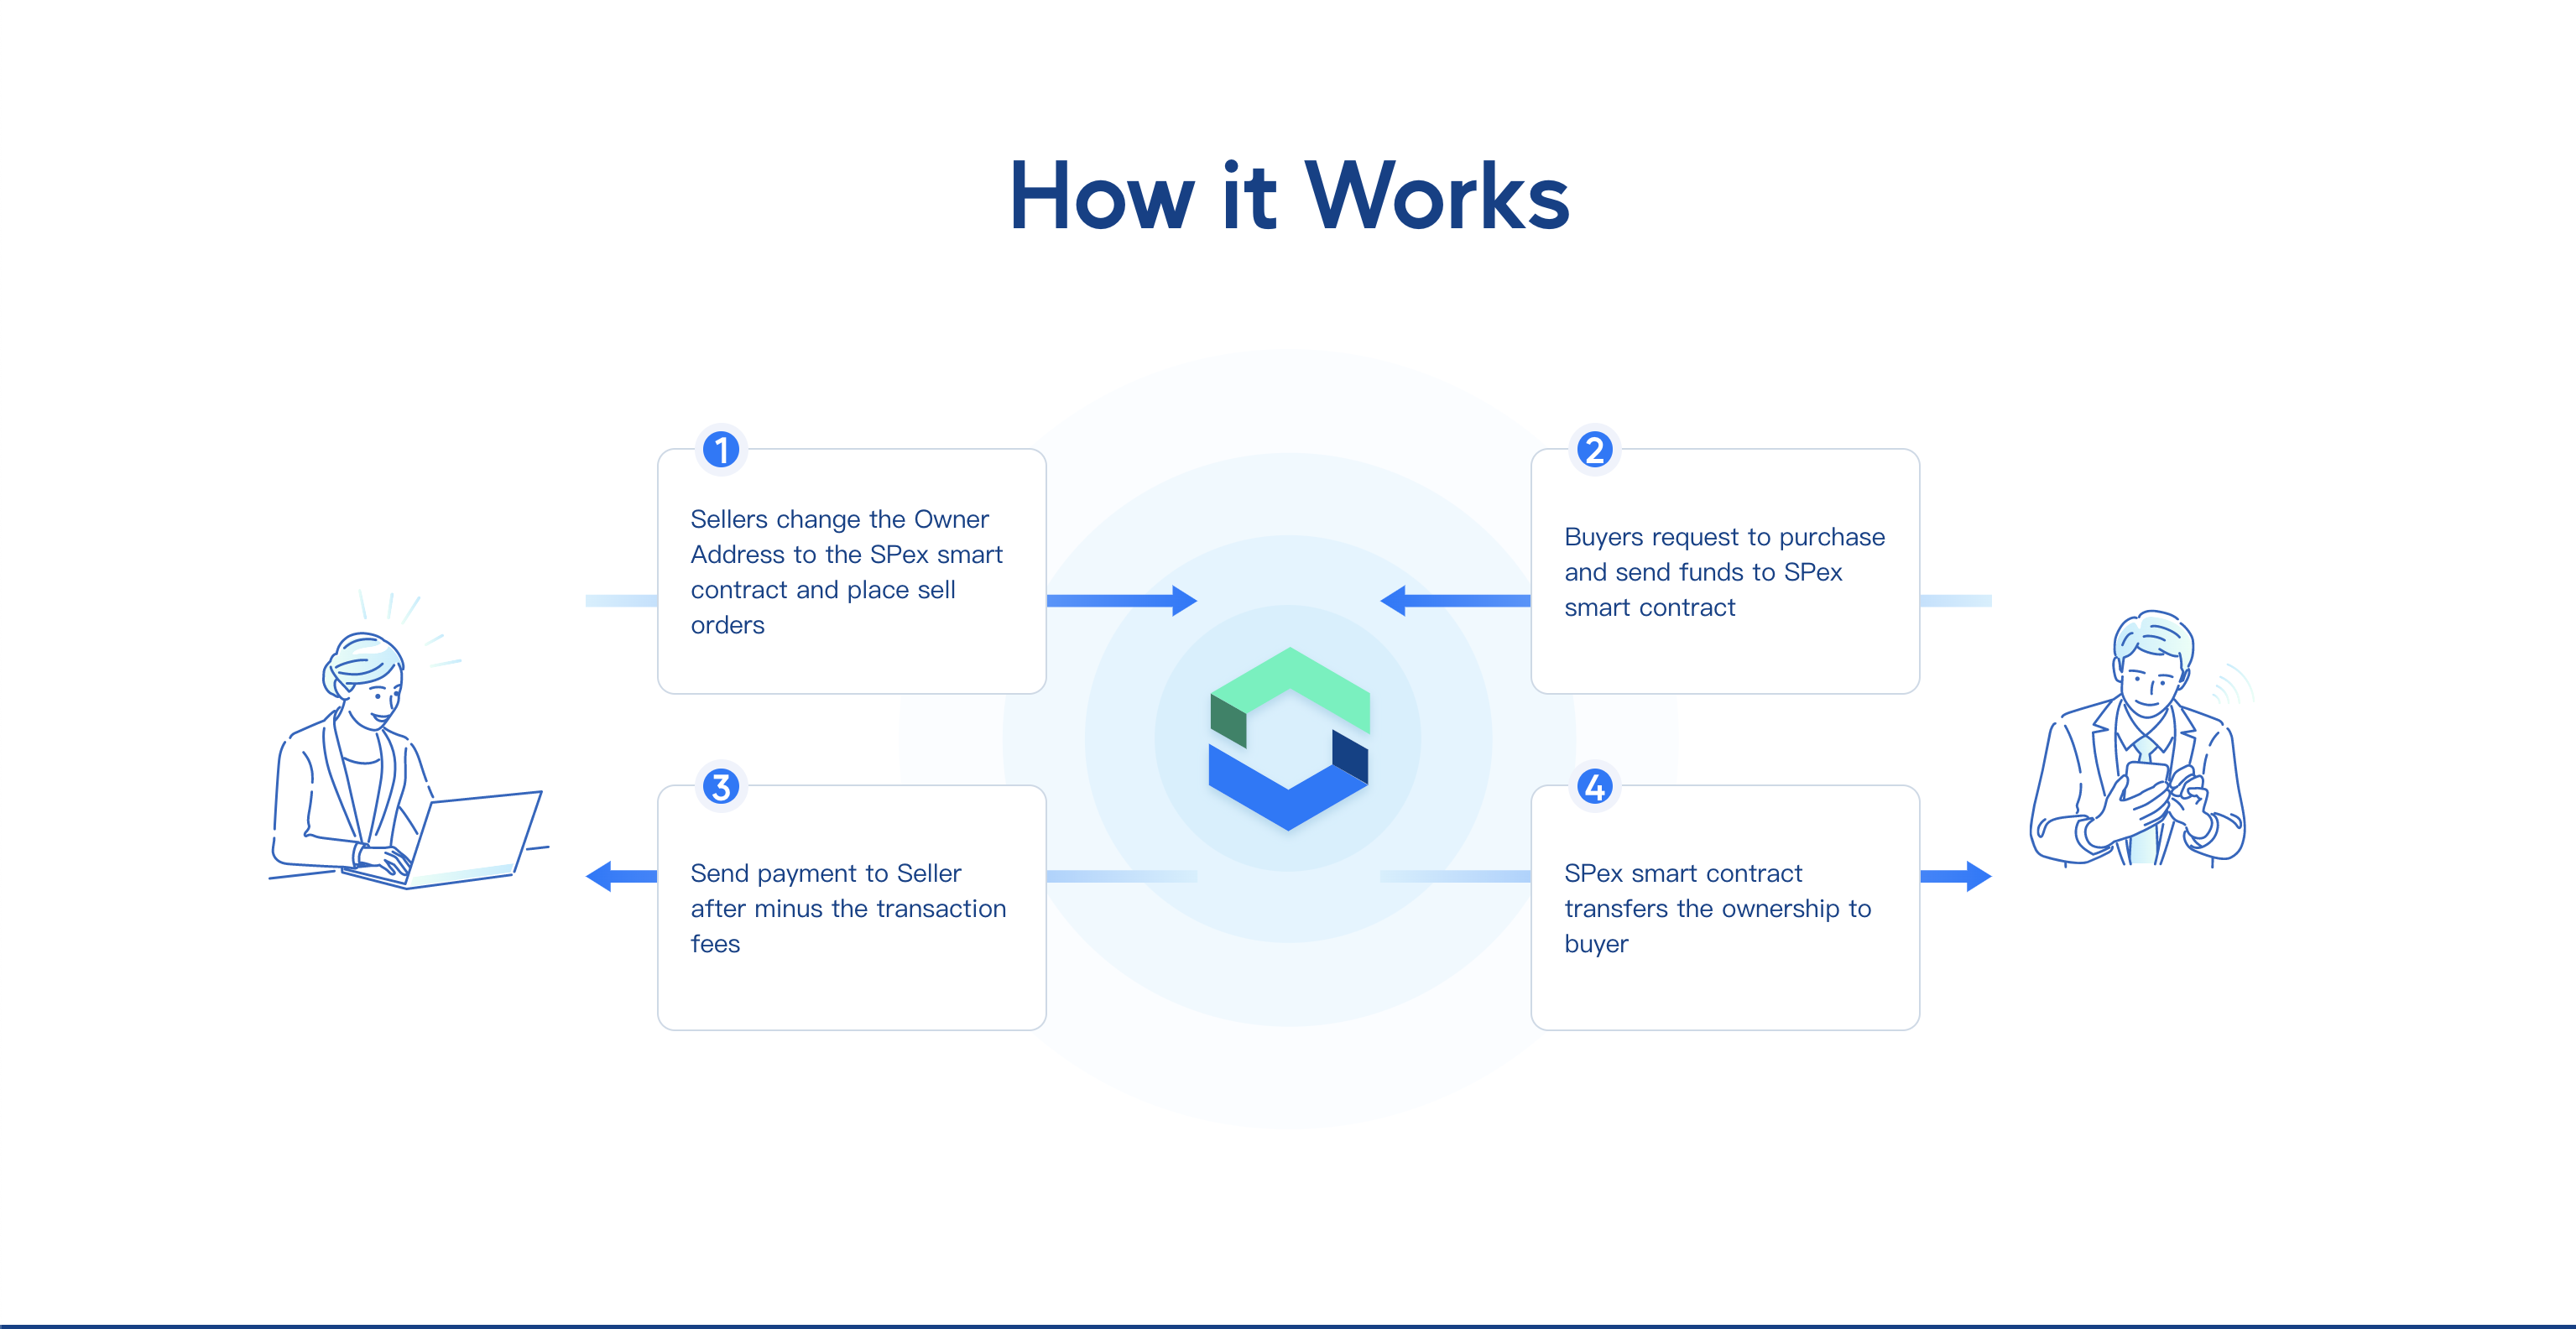 How it Works
1
Sellers change the Owner
Address to the SPex smart
contract and place sell
orders
2
Buyers request to purchase
and send funds to SPex
smart contract
3
Send payment to Seller
after minus the transaction
fees
4
SPex smart contract
transfers the ownership to
buyer